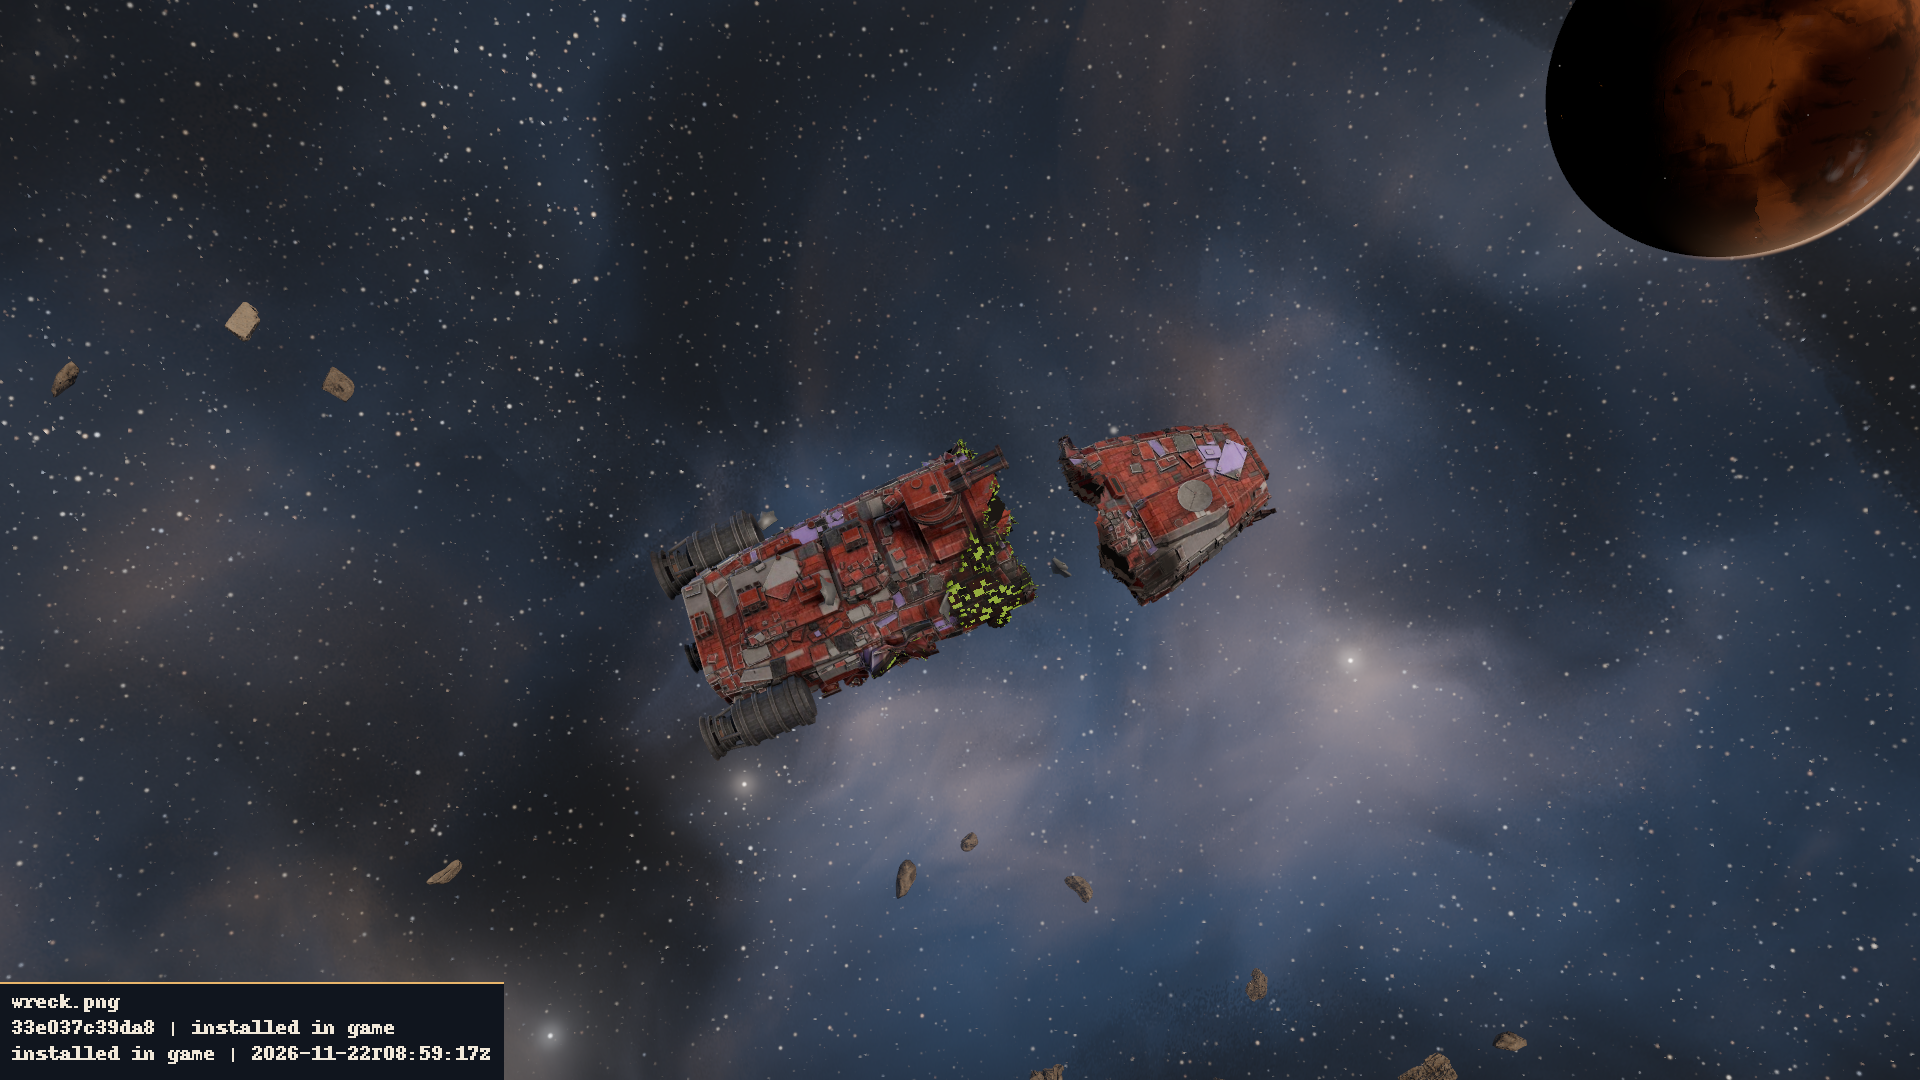 wreck.png
33e037c39da8 | installed in game
installed in game | 2026-11-22T08:59:17Z